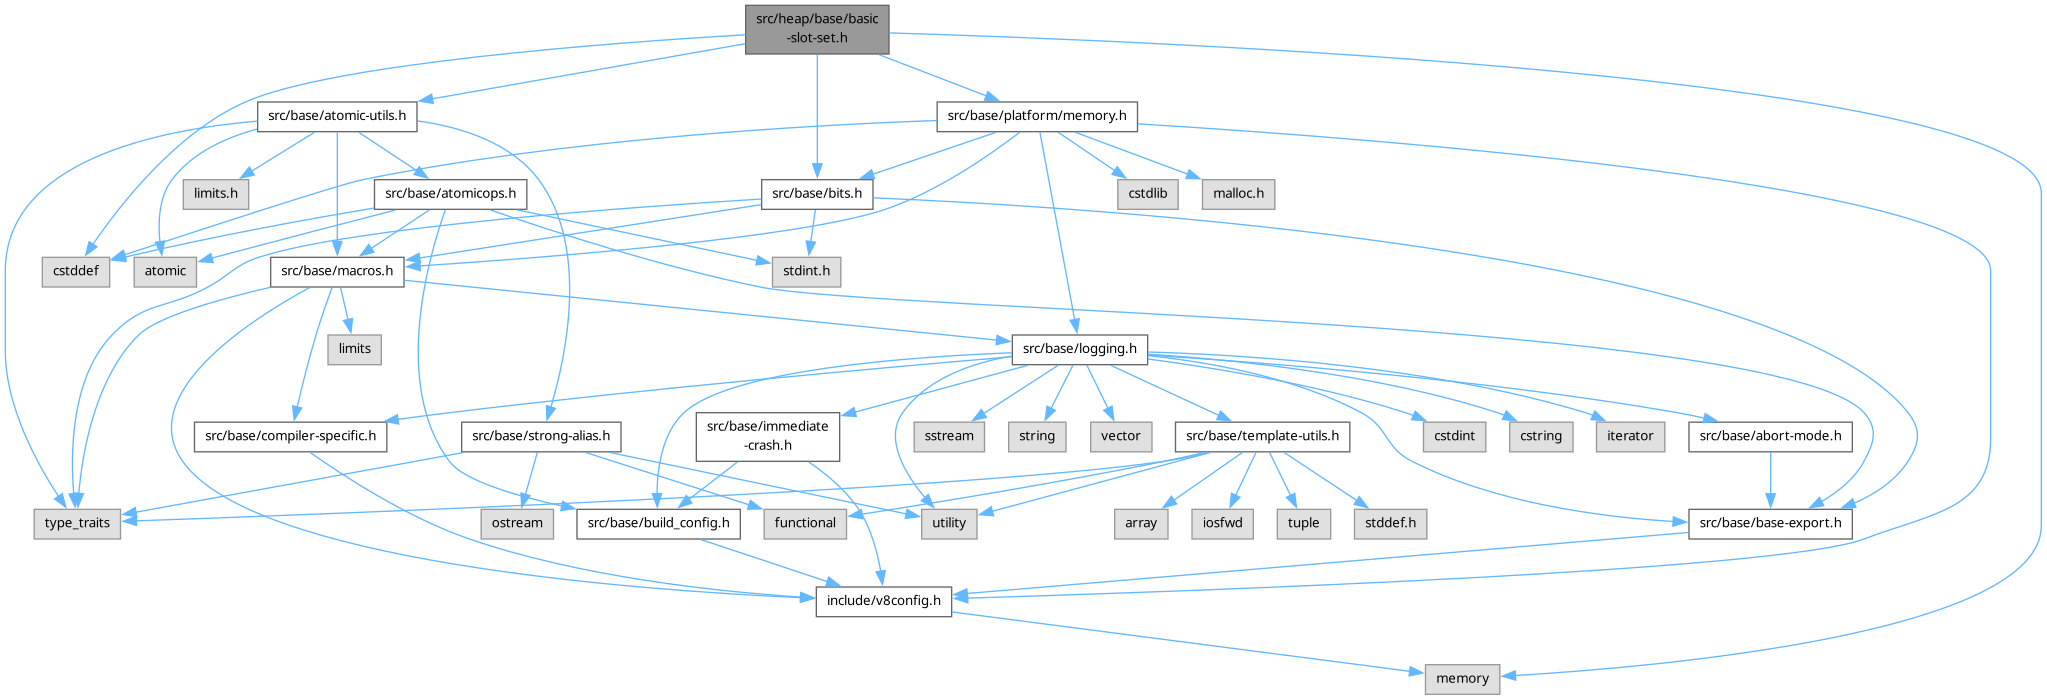 src/heap/base/basic
-slot-set.h
src/base/atomic-utils.h
src/base/platform/memory.h
limits.h
src/base/atomicops.h
src/base/bits.h
cstdlib
malloc.h
cstddef
atomic
src/base/macros.h
stdint.h
limits
src/base/logging.h
src/base/compiler-specific.h
src/base/strong-alias.h
src/base/immediate
-crash.h
sstream
string
vector
src/base/template-utils.h
cstdint
cstring
iterator
src/base/abort-mode.h
type_traits
ostream
src/base/build_config.h
functional
utility
array
iosfwd
tuple
stddef.h
src/base/base-export.h
include/v8config.h
memory